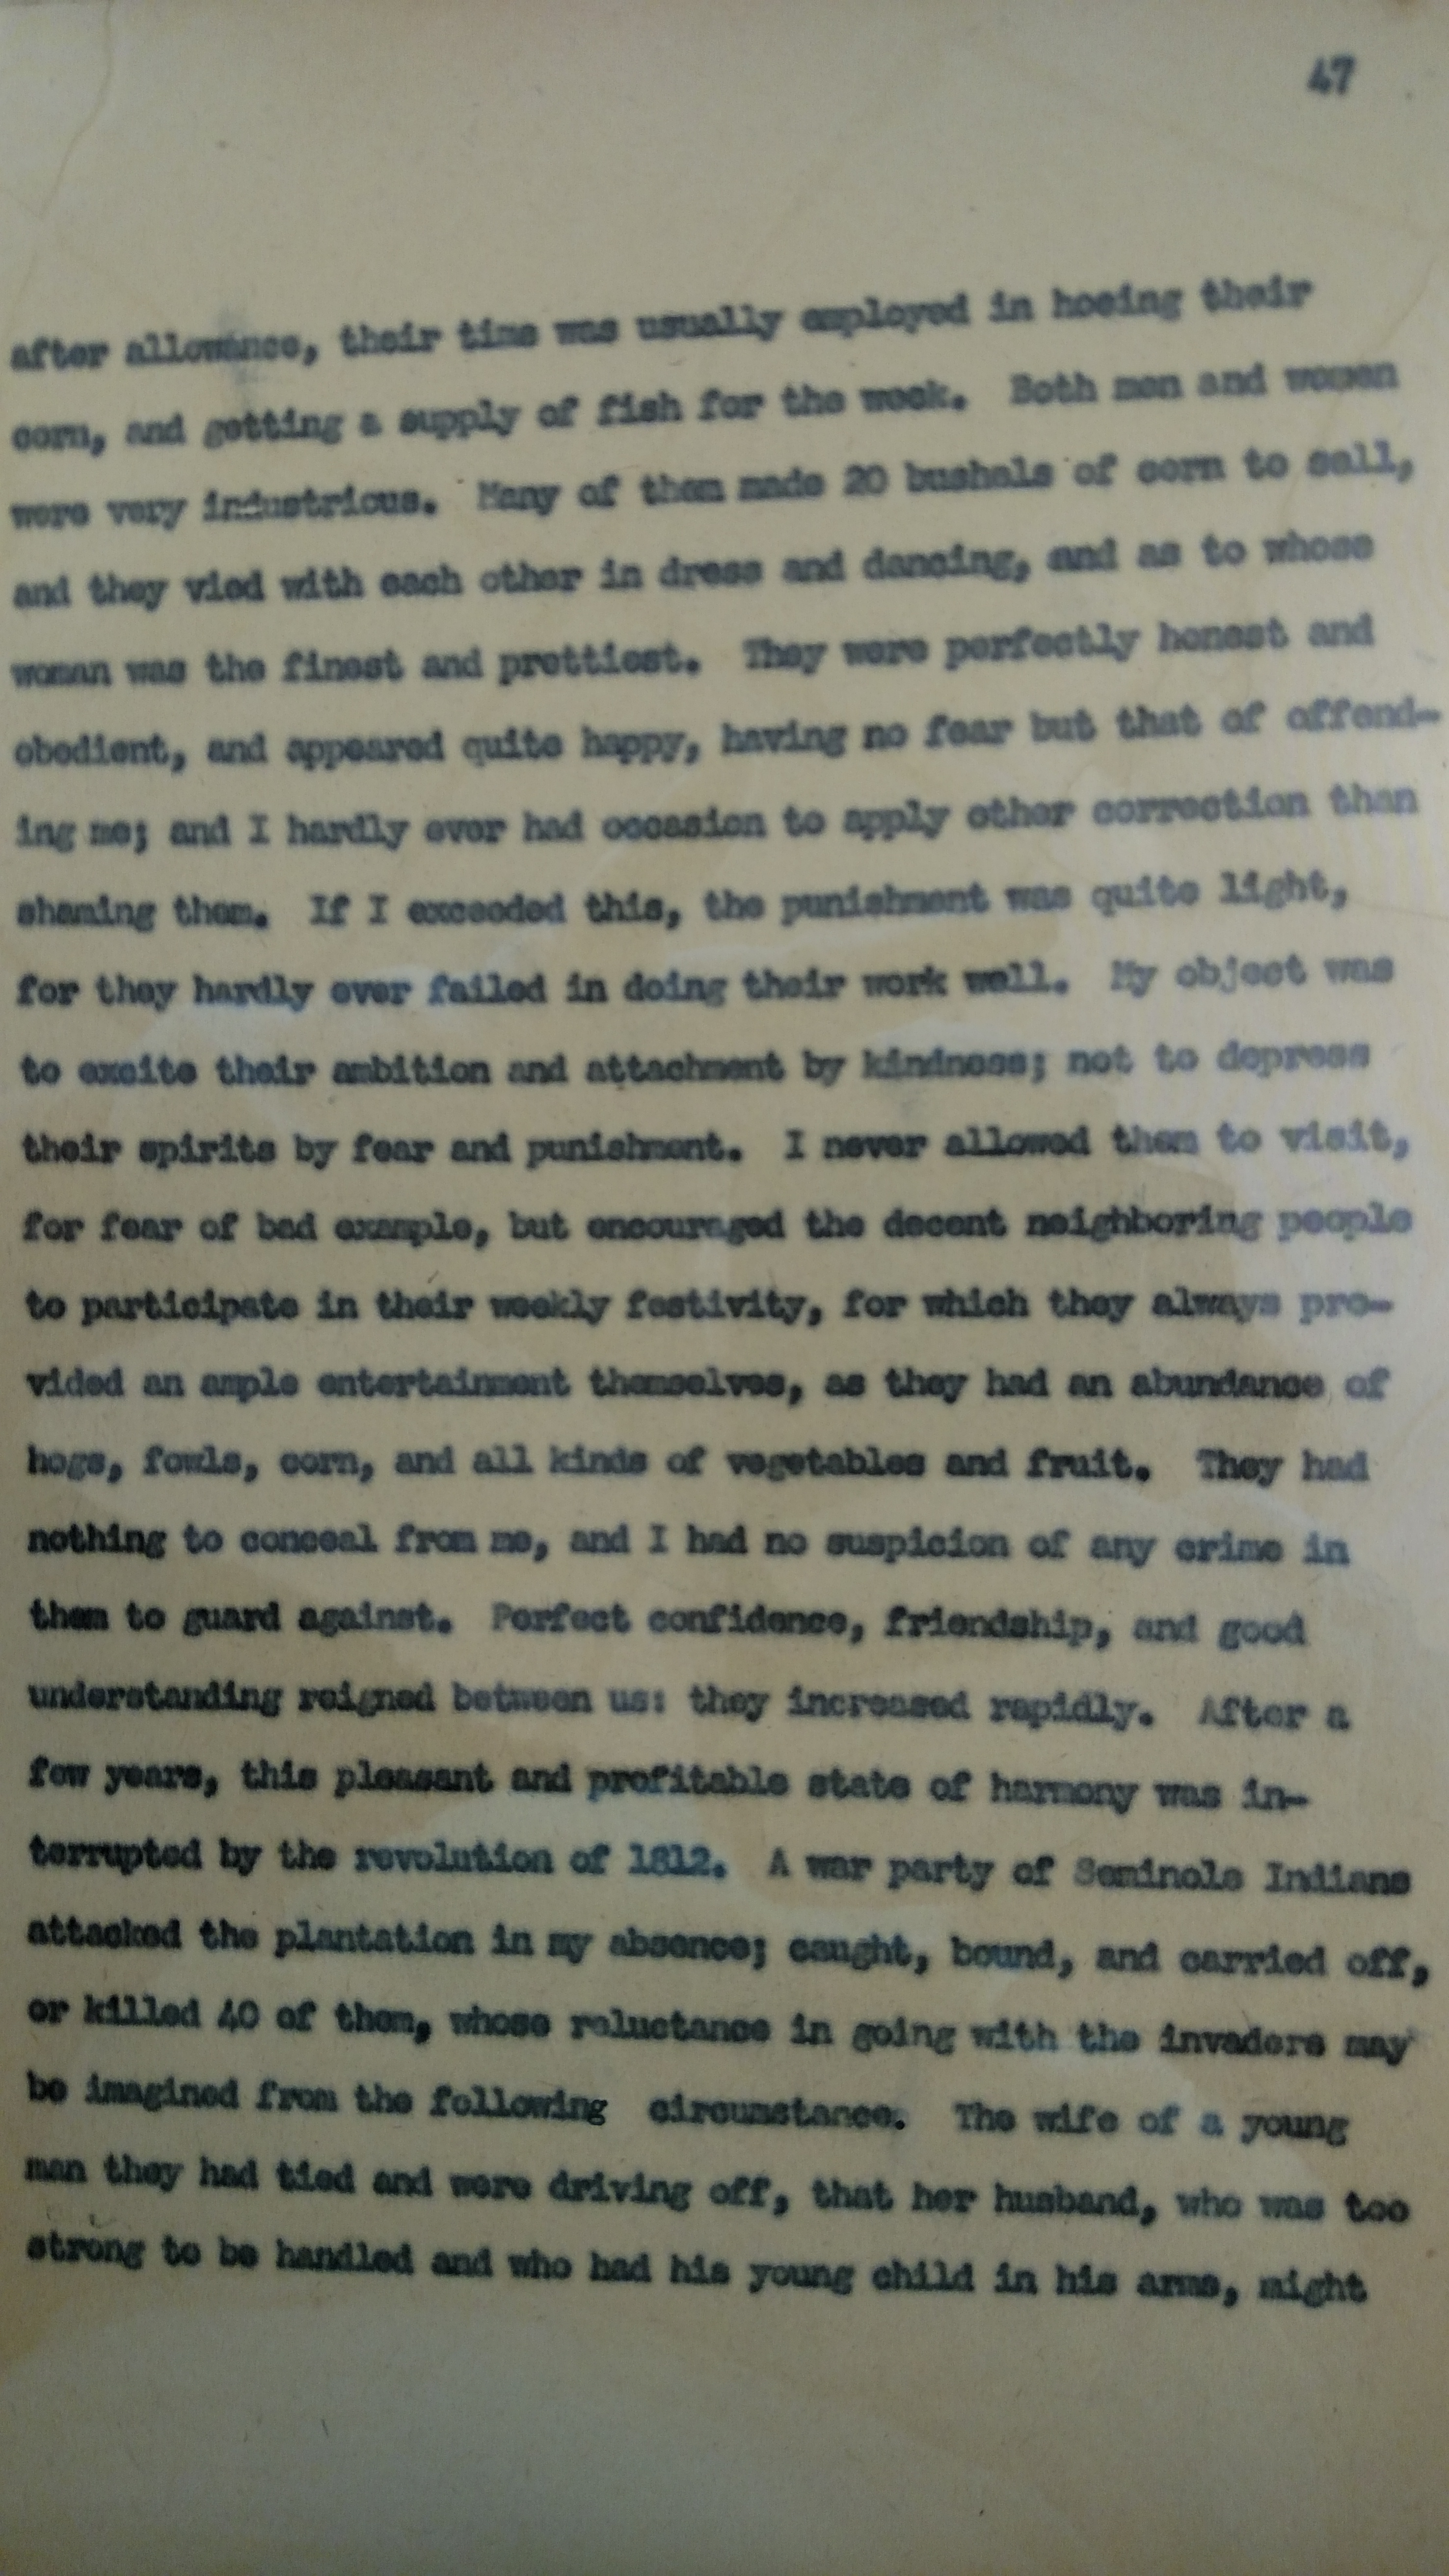 47
after allowance, their time was usually employed in hoeing their
corn, and getting a supply of fish for the week. Both men and women
were very industrious. Many of them made 20 bushels of corn to sell,
and they vied with each other in dress and dancing, and as to whose
woman was the finest and prettiest. They were perfectly honest and
obedient, and appeared quite happy, having no fear but that of offend-
ing me; and I hardly ever had occasion to apply other correction than
shaming them. If I exceeded this, the punishment was quite light,
for they hardly ever failed in doing their work well. My object was
to excite their ambition and attachment by kindness; not to depress
their spirits by fear and punishment. I never allowed them to visit,
for fear of bad example, but encouraged the decent neighboring people
to participate in their weekly festivity, for which they always pro-
vided an ample entertainment themselves, as they had an abundance of
hogs, fowls, corn, and all kinds of vegetables and fruit. They had
nothing to conceal from me, and I had no suspicion of any crime in
them to guard against. Perfect confidence, friendship, and good
understanding reigned between us: they increased rapidly. After a
few years, this pleasant and profitable state of harmony was in-
terrupted by the revolution of 1812. A war party of Seminole Indians
attacked the plantation in my absence; caught, bound, and carried off,
or killed 40 of them, whose reluctance in going with the invaders may
be imagined from the following circumstance. The wife of a young
man they had tied and were driving off, that her husband, who was too
strong to be handled and who had his young child in his arms, might